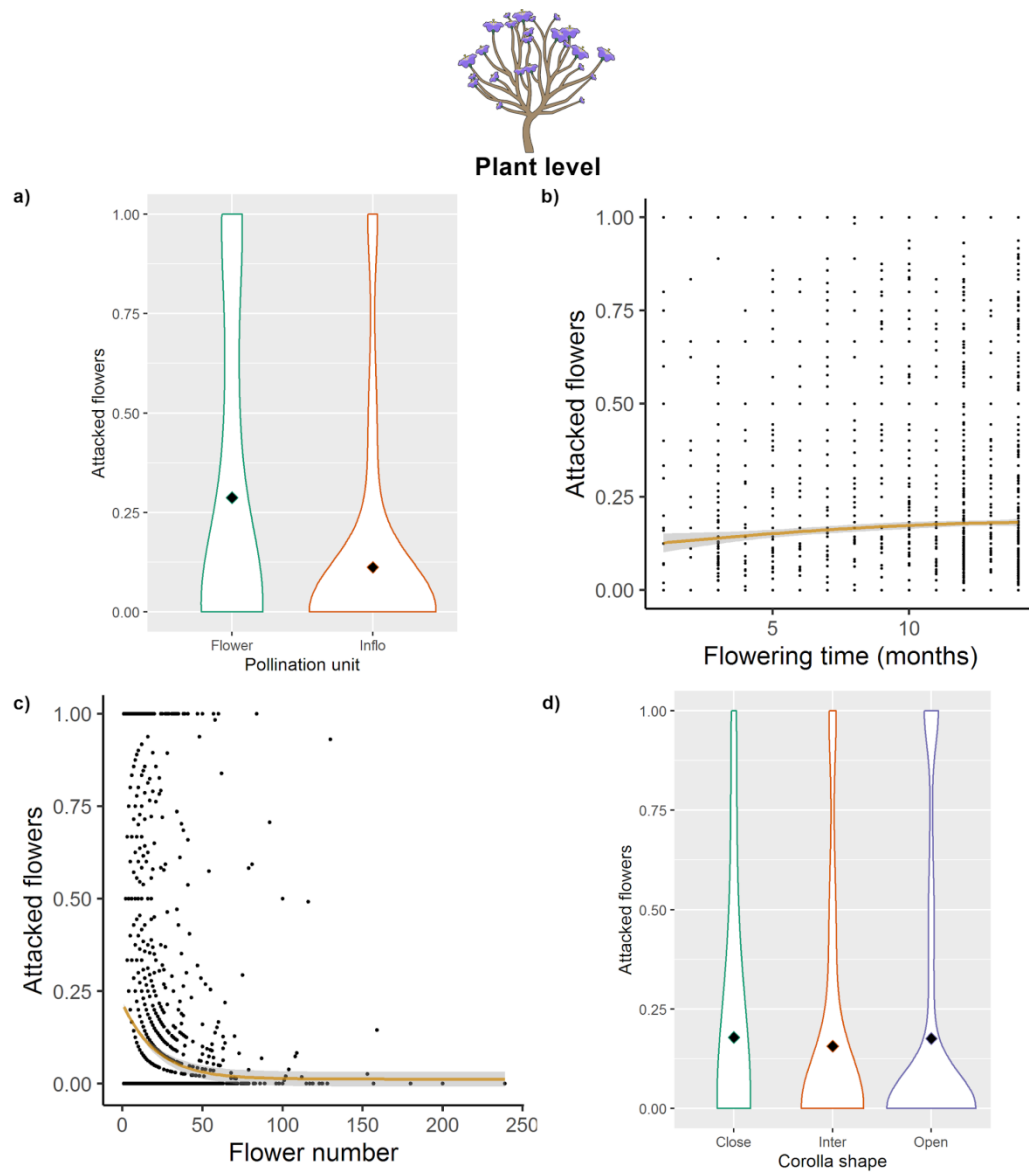 Plant level
a)
1.00
0.75
0.50
0.25
0.00
Attacked flowers
Flower Inflo
Pollination unit
b)
1.00
0.75
0.50
0.25
0.00
Attacked flowers
5 10
Flowering time (months)
c)
1.00
0.75
0.50
0.25
0.00
Attacked flowers
0 50 100 150 200 250
Flower number
d)
1.00
0.75
0.50
0.25
0.00
Attacked flowers
Close Inter Open
Corolla shape